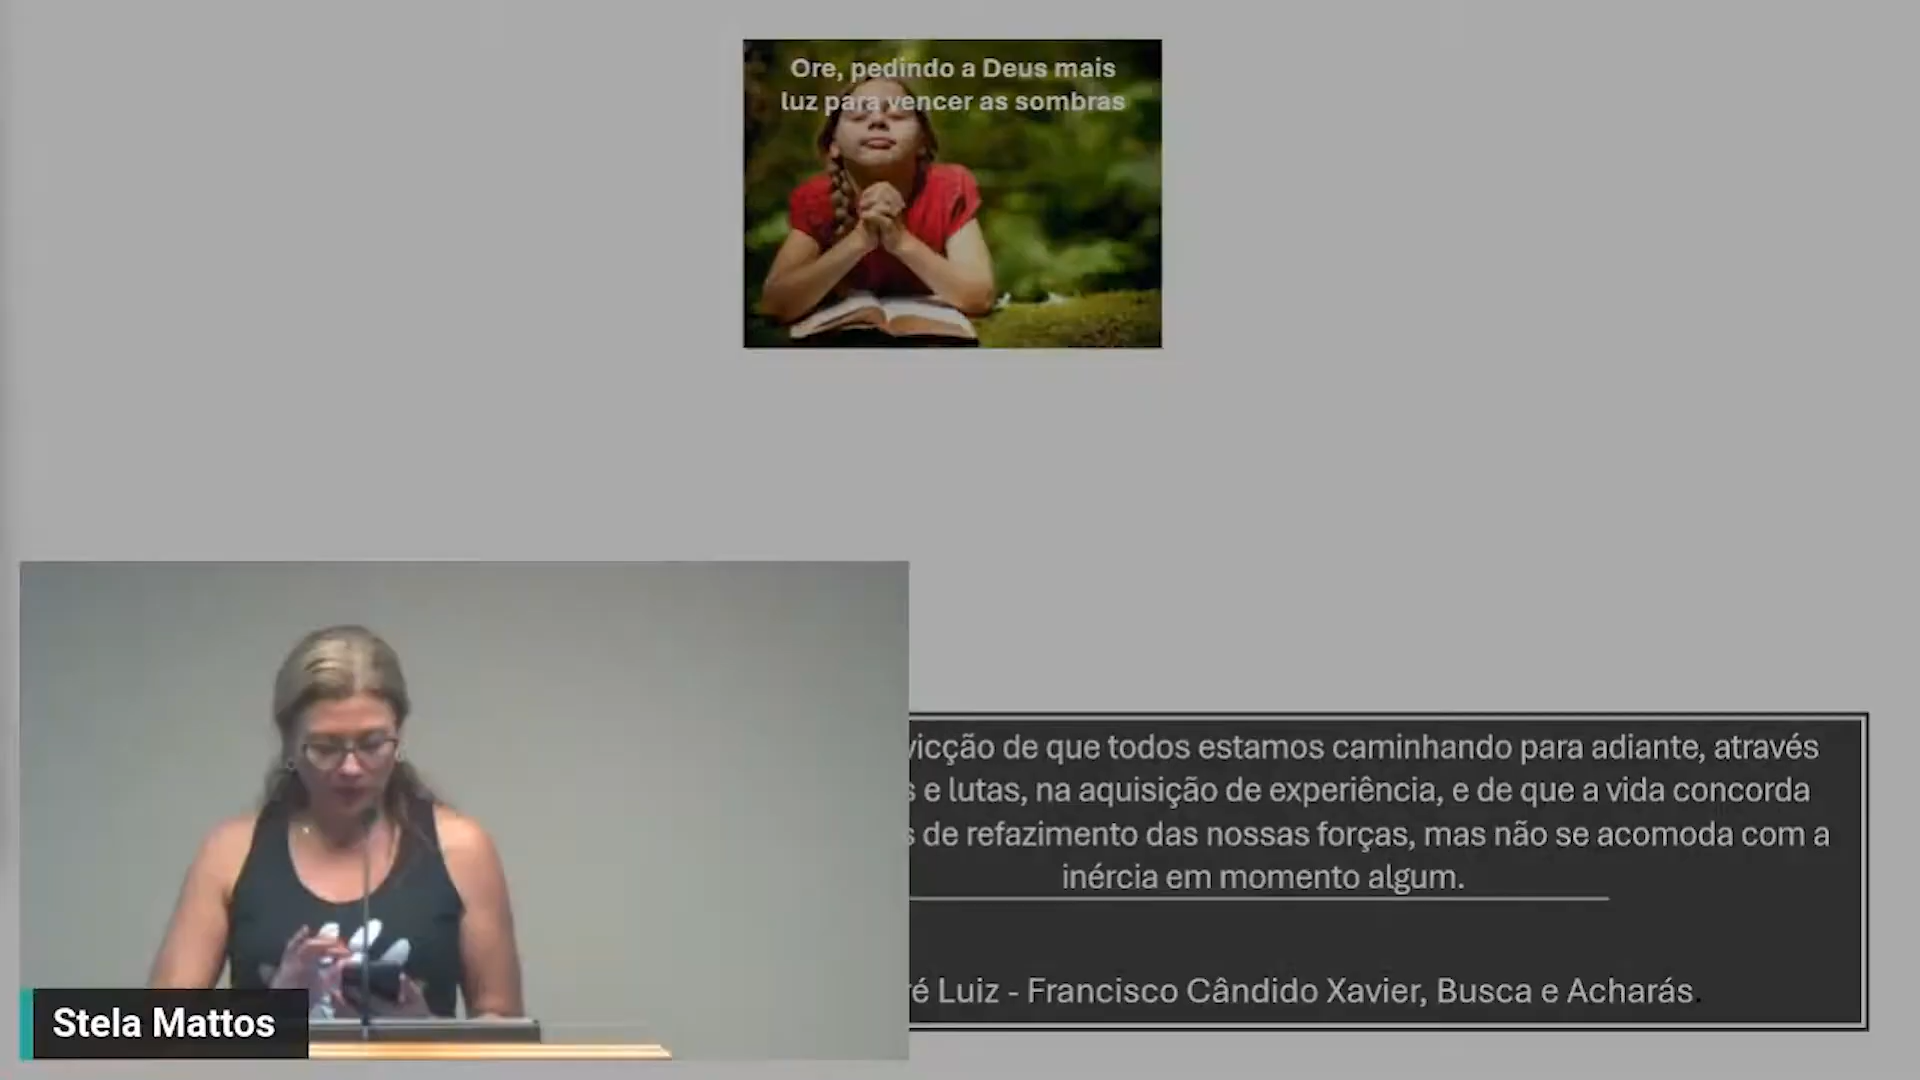 Ore, pedindo a Deus mais
luz para vencer as sombras
de que todos estamos caminhando para adiante, através
e lutas, na aquisição de experiência, e de que a vida concorda
de refazimento das nossas forças, mas não se acomoda com a
inércia em momento algum.
Luiz - Francisco Cândido Xavier, Busca e Acharás.
Stela Mattos